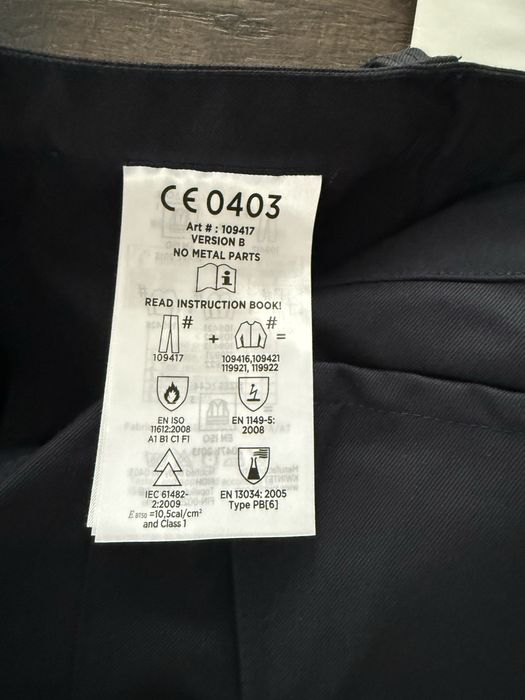 CE 0403
Art # : 109417
VERSION B
NO METAL PARTS
i
READ INSTRUCTION BOOK!
# + # =
109417
109416,109421
119921, 119922
EN ISO
11612:2008
A1 B1 C1 F1
EN 1149-5:
2008
IEC 61482-
2:2009
EBT50 =10,5cal/cm²
and Class 1
EN 13034: 2005
Type PB[6]